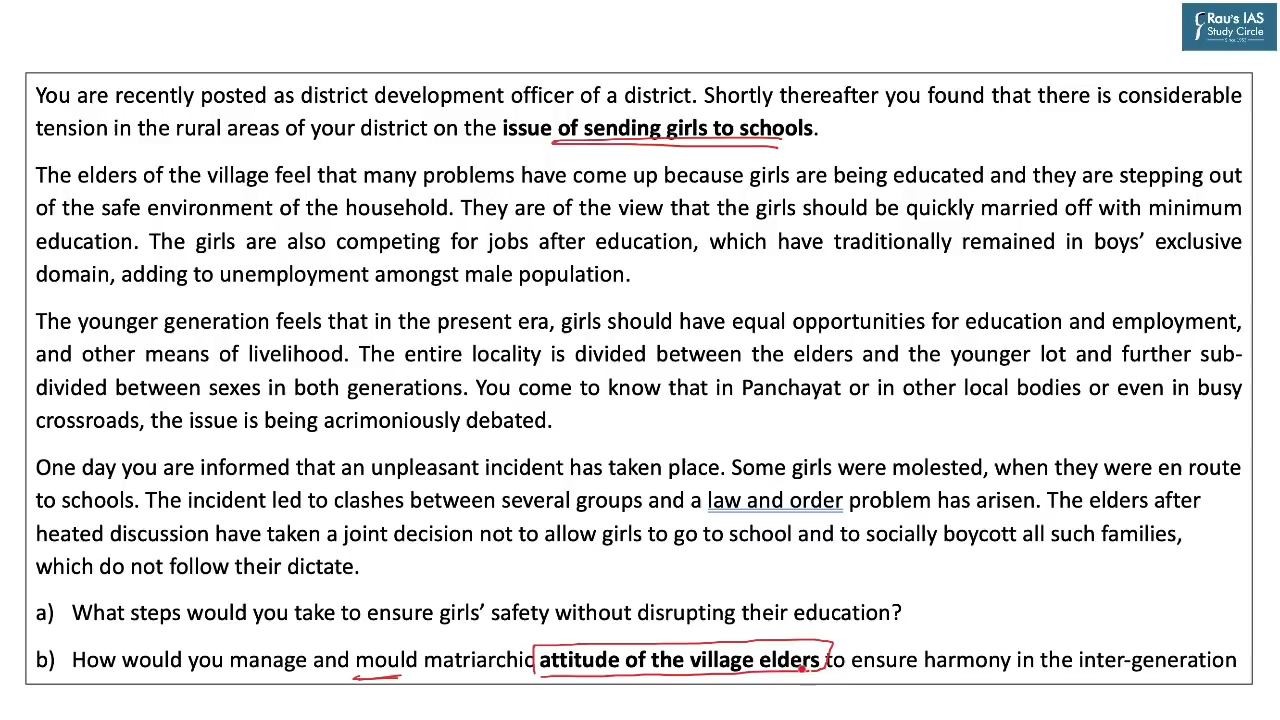 Rau's IAS
Study Circle
You are recently posted as district development officer of a district. Shortly thereafter you found that there is considerable
tension in the rural areas of your district on the issue of sending girls to schools.
The elders of the village feel that many problems have come up because girls are being educated and they are stepping out
of the safe environment of the household. They are of the view that the girls should be quickly married off with minimum
education. The girls are also competing for jobs after education, which have traditionally remained in boys' exclusive
domain, adding to unemployment amongst male population.
The younger generation feels that in the present era, girls should have equal opportunities for education and employment,
and other means of livelihood. The entire locality is divided between the elders and the younger lot and further sub-
divided between sexes in both generations. You come to know that in Panchayat or in other local bodies or even in busy
crossroads, the issue is being acrimoniously debated.
One day you are informed that an unpleasant incident has taken place. Some girls were molested, when they were en route
to schools. The incident led to clashes between several groups and a law and order problem has arisen. The elders after
heated discussion have taken a joint decision not to allow girls to go to school and to socially boycott all such families,
which do not follow their dictate.
a) What steps would you take to ensure girls' safety without disrupting their education?
b) How would you manage and mould matriarchic attitude of the village elders to ensure harmony in the inter-generation